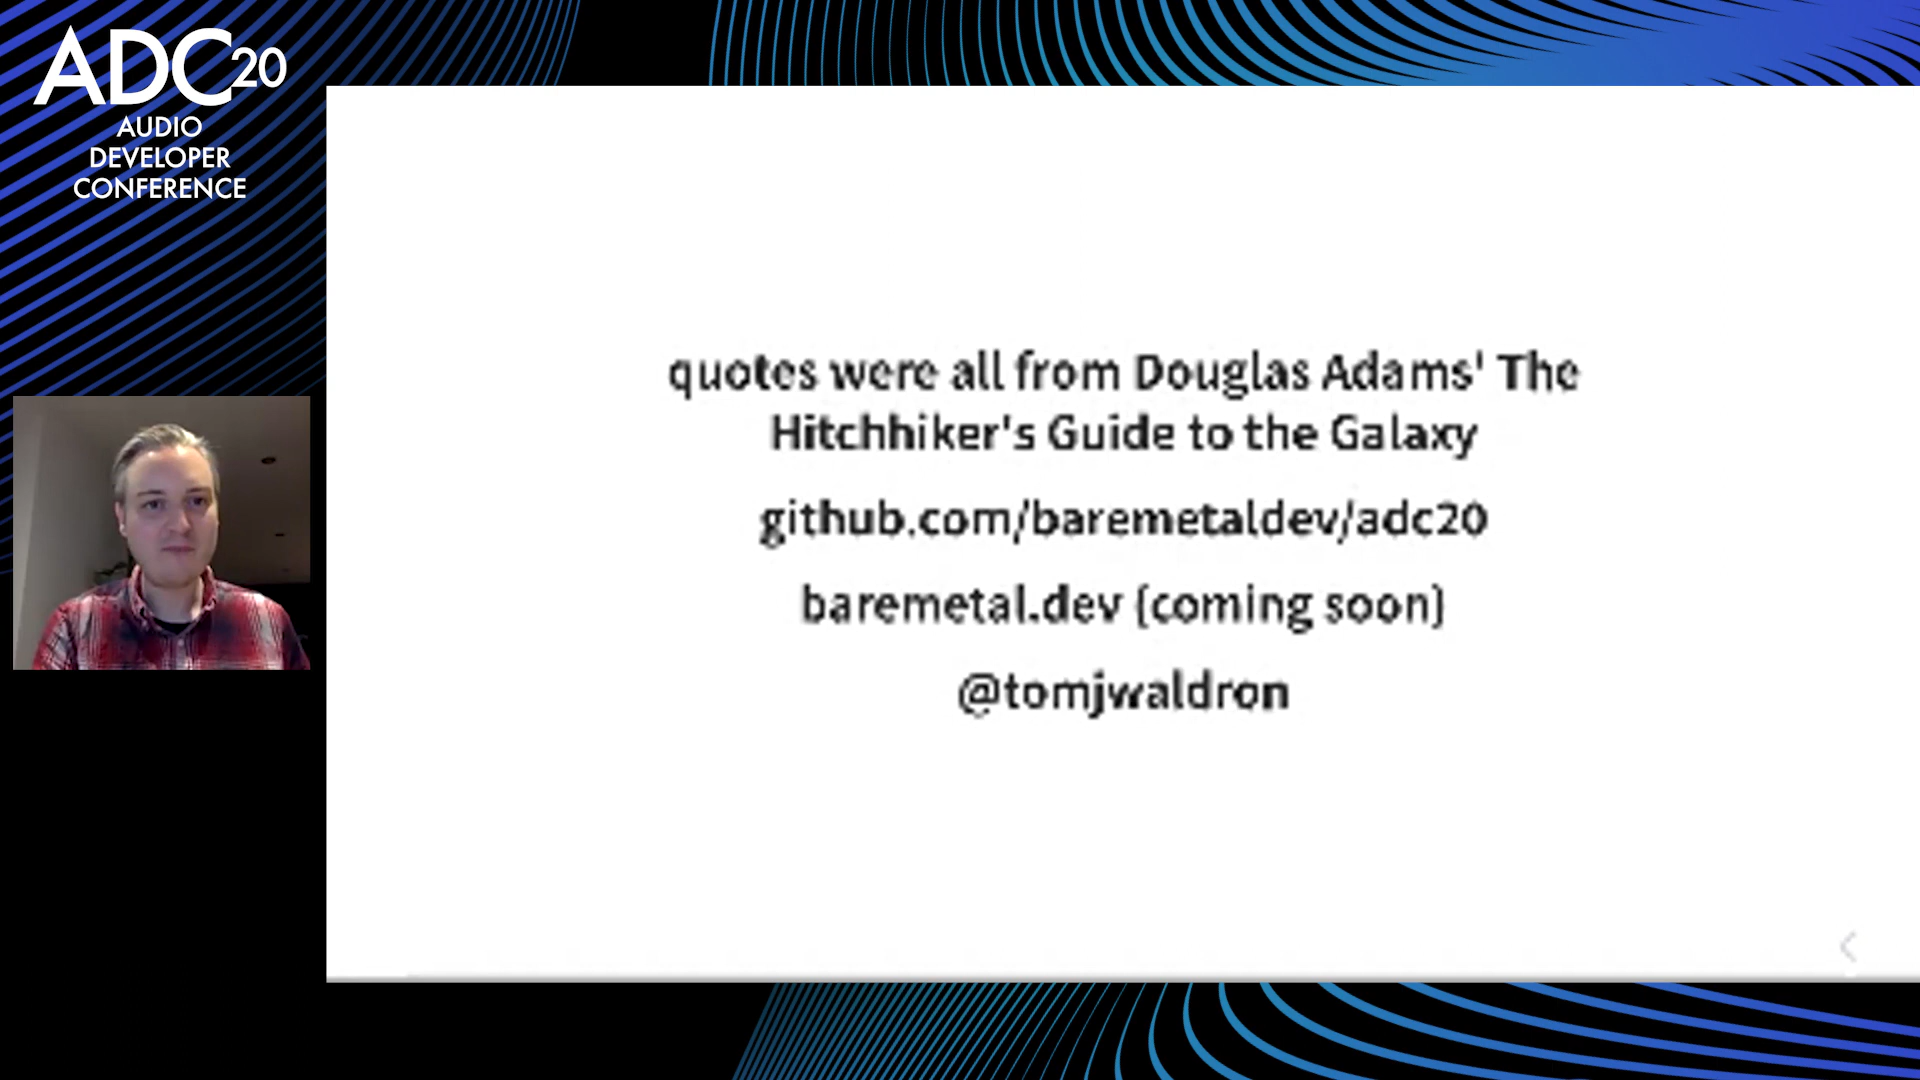 ADC20
AUDIO
DEVELOPER
CONFERENCE
quotes were all from Douglas Adams' The
Hitchhiker's Guide to the Galaxy
github.com/baremetaldev/adc20
baremetal.dev (coming soon)
@tomjwaldron